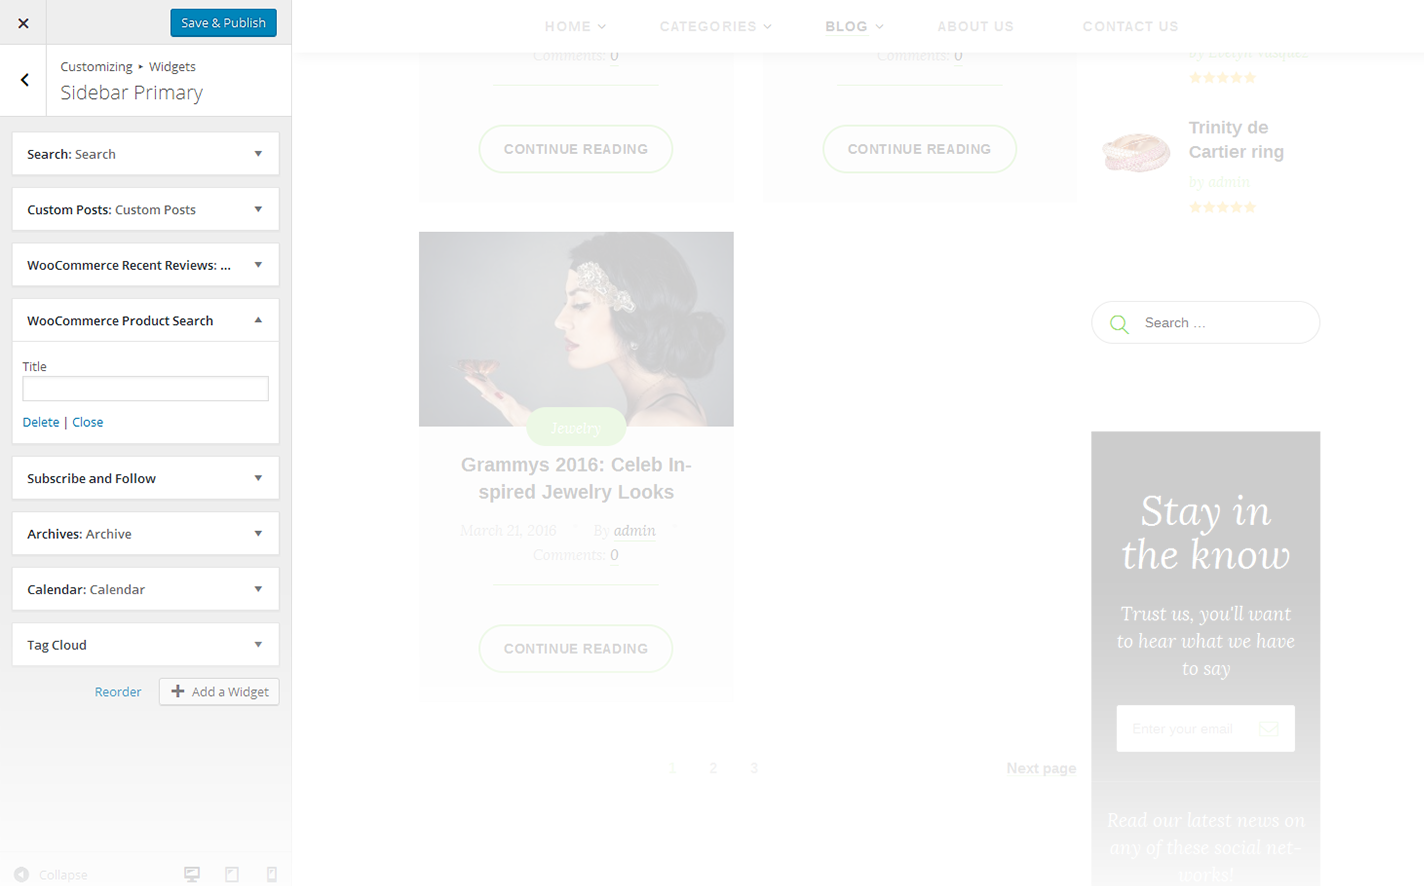 Save & Publish
Customizing ‣ Widgets
Sidebar Primary
Search: Search
Custom Posts: Custom Posts
WooCommerce Recent Reviews: ...
WooCommerce Product Search
Title
Delete | Close
Subscribe and Follow
Archives: Archive
Calendar: Calendar
Tag Cloud
Reorder
Add a Widget
Collapse
HOME
CATEGORIES
BLOG
ABOUT US
CONTACT US
Comments: 0
CONTINUE READING
Comments: 0
CONTINUE READING
Jewelry
Grammys 2016: Celeb In-
spired Jewelry Looks
March 21, 2016
By admin
Comments: 0
CONTINUE READING
1 2 3
Next page
by Evelyn Vasque...
Trinity de
Cartier ring
by admin
Search …
Stay in
the know
Trust us, you'll want
to hear what we have
to say
Enter your email
Read our latest news on
any of these social net-
works!